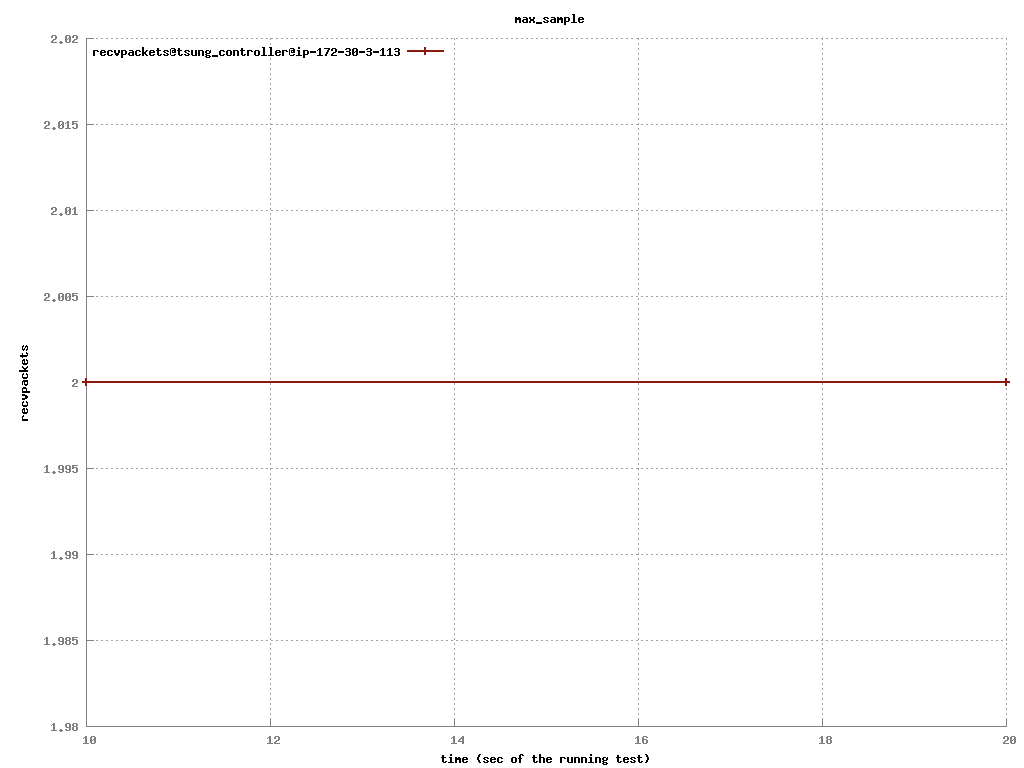 max_sample
recvpackets@tsung_controller@ip-172-30-3-113
2.02
2.015
2.01
2.005
2
1.995
1.99
1.985
1.98
recvpackets
10 12 14 16 18 20
time (sec of the running test)